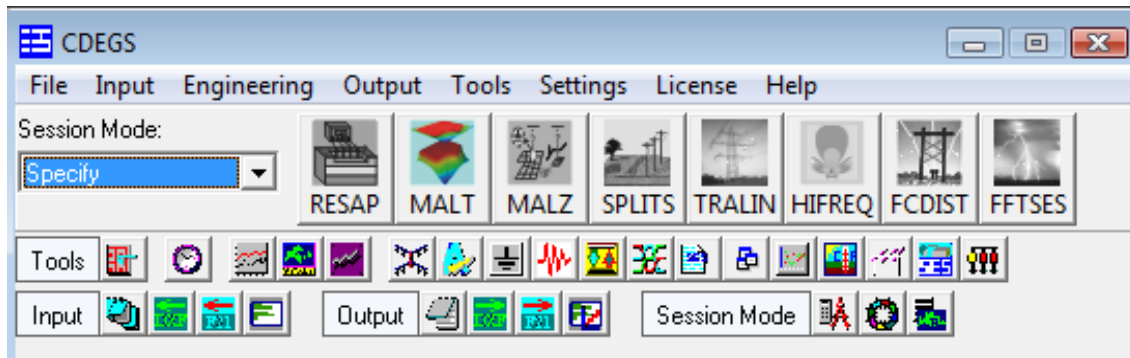 CDEGS
File Input Engineering Output Tools Settings License Help
Session Mode:
Specify
RESAP MALT MALZ SPLITS TRALIN HIFREQ FCDIST FFTSES
Tools
Input Output Session Mode